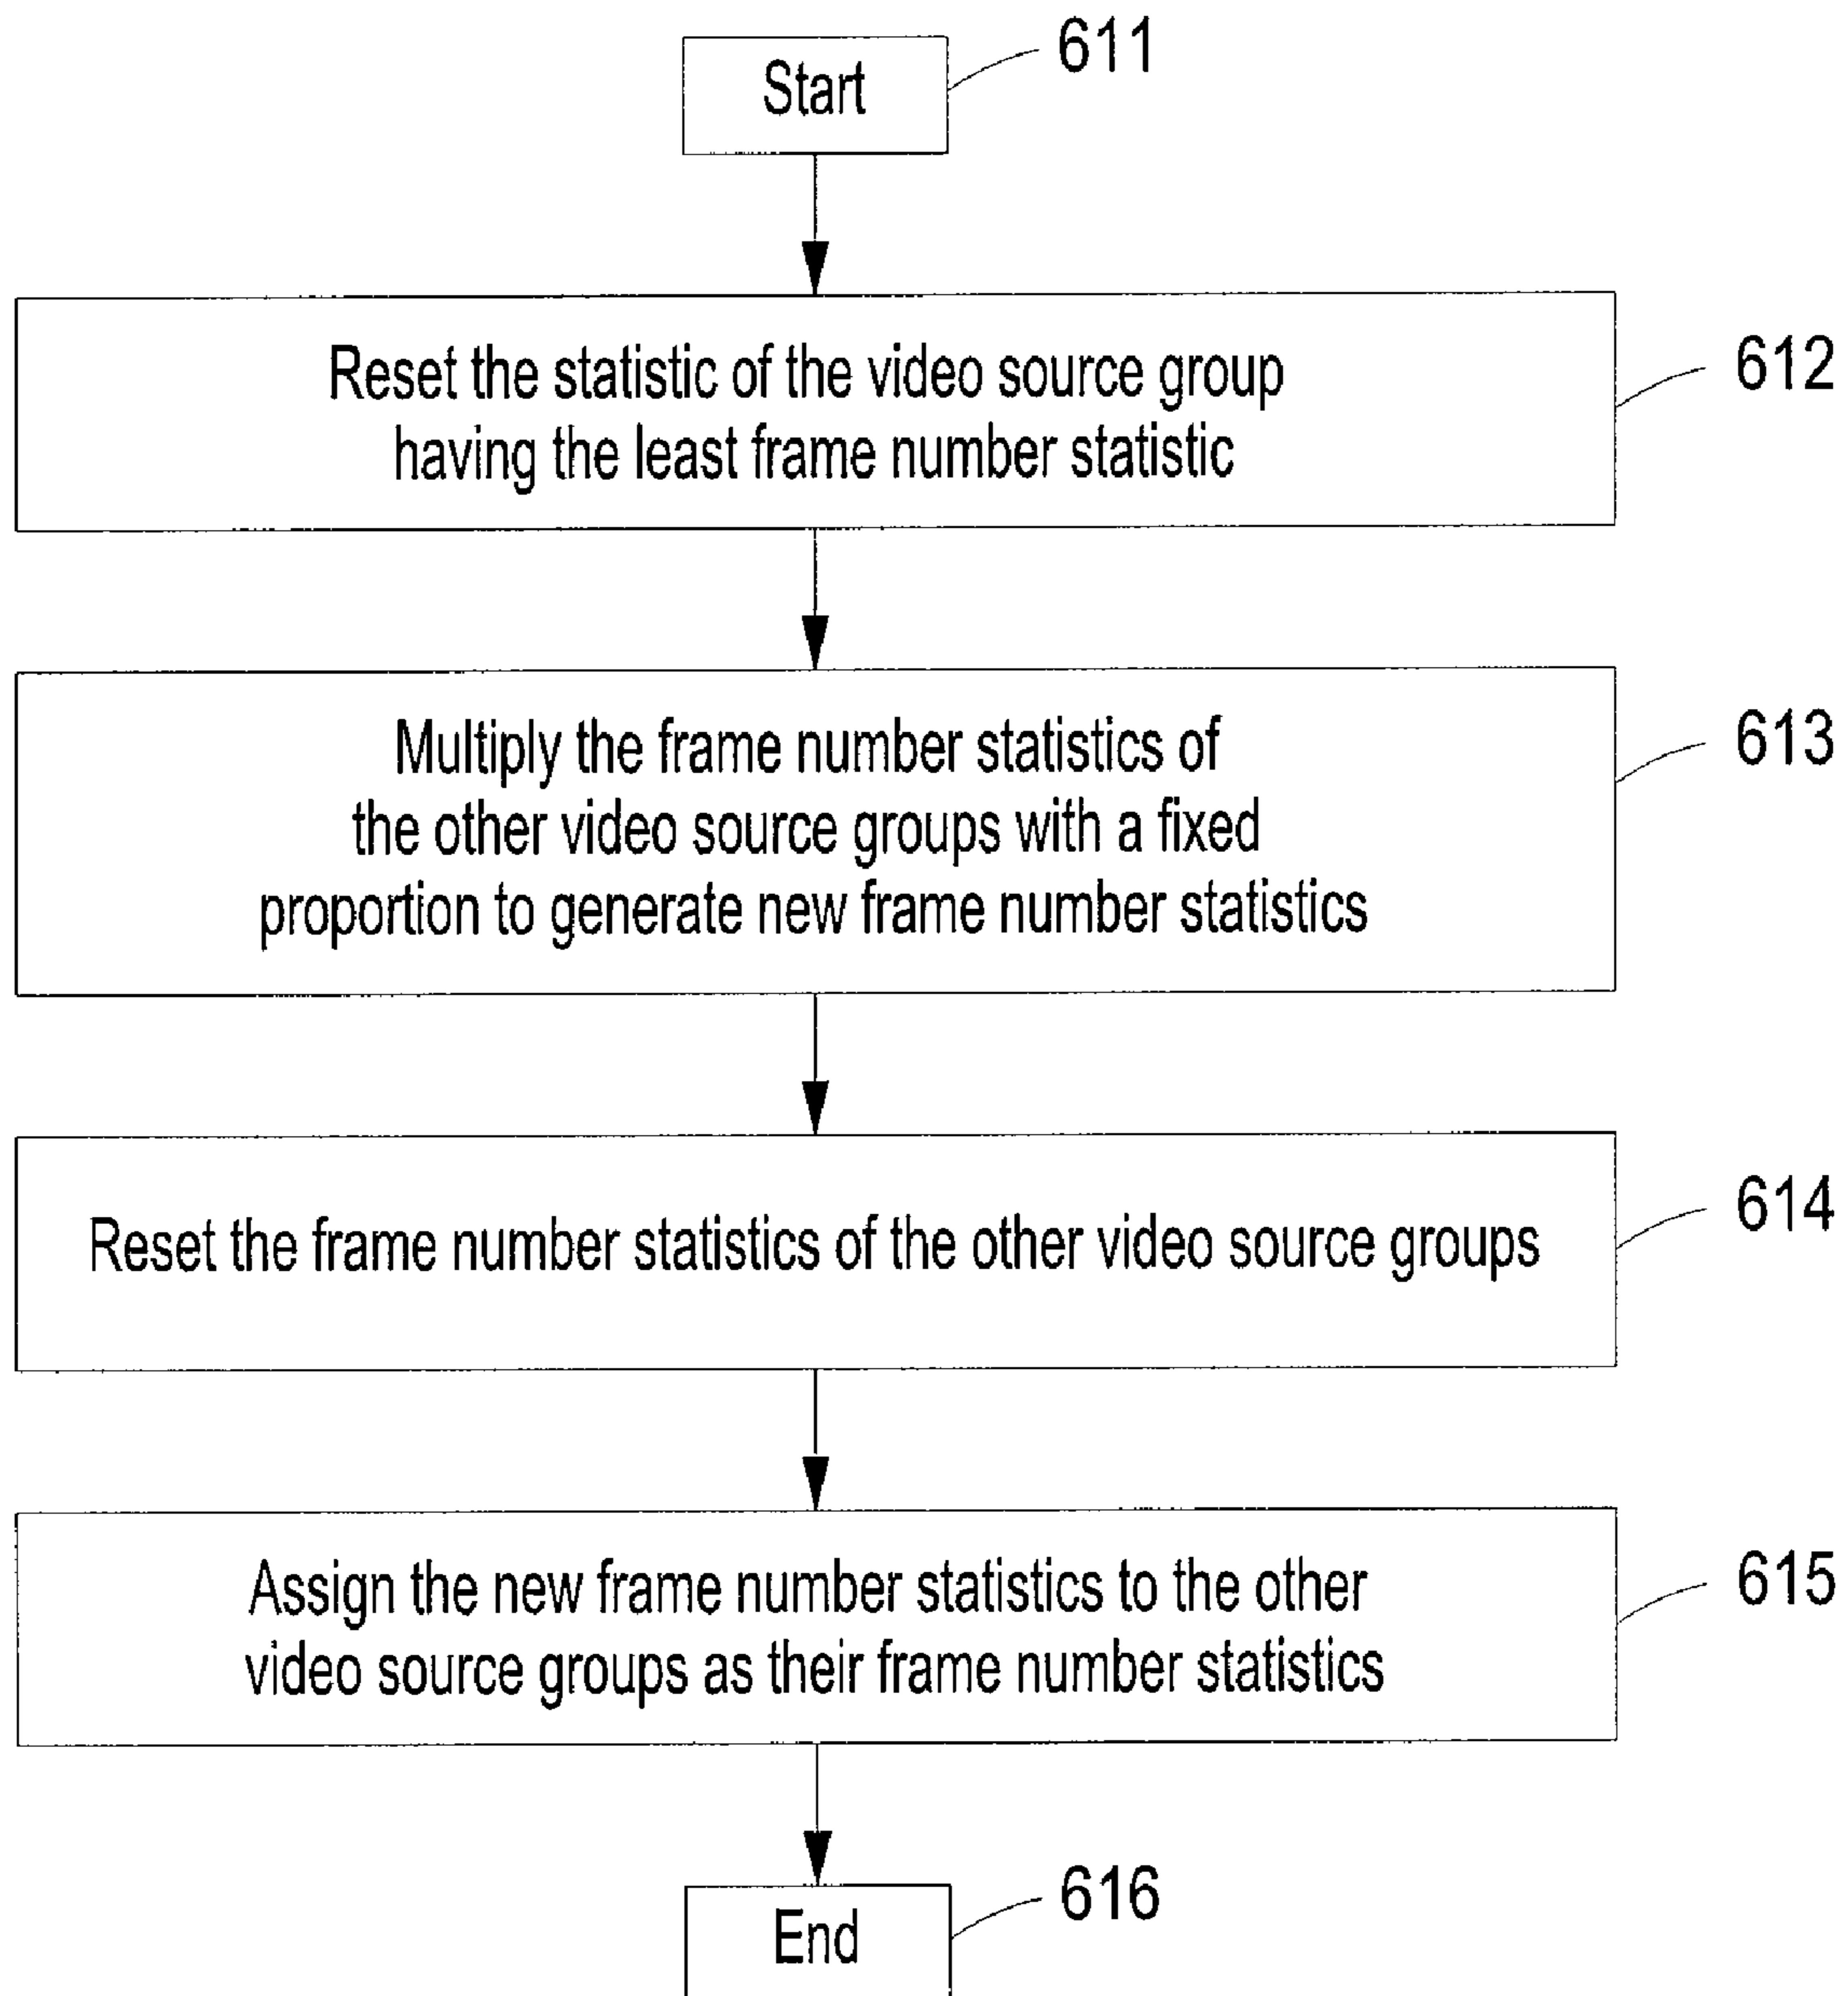 Start
611
Reset the statistic of the video source group
having the least frame number statistic
612
Multiply the frame number statistics of
the other video source groups with a fixed
proportion to generate new frame number statistics
613
Reset the frame number statistics of the other video source groups
614
Assign the new frame number statistics to the other
video source groups as their frame number statistics
615
End
616